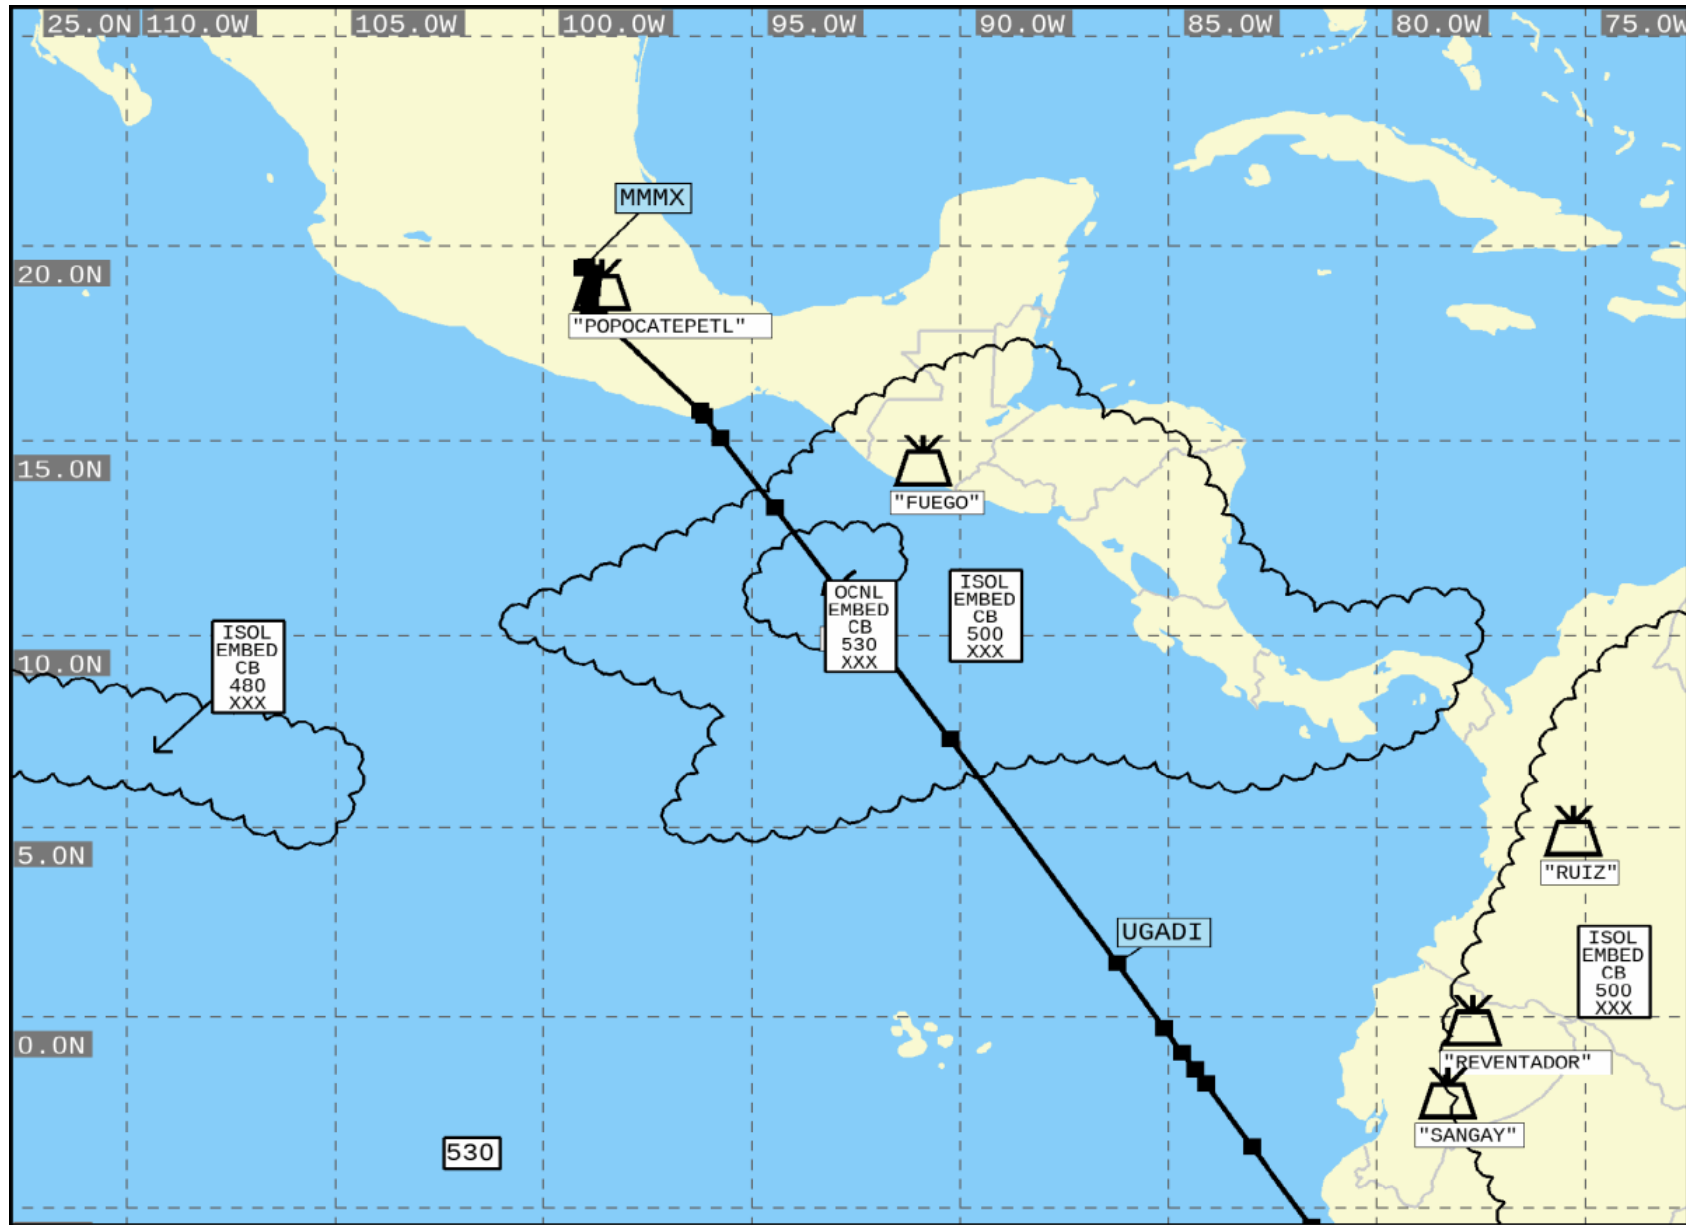 25.0N 110.0W 105.0W 100.0W 95.0W 90.0W 85.0W 80.0W 75.0W
MMMX
20.0N
"POPOCATEPETL"
15.0N
"FUEGO"
OCNL
EMBED
CB
530
XXX
ISOL
EMBED
CB
500
XXX
ISOL
EMBED
CB
480
XXX
10.0N
5.0N
"RUIZ"
UGADI
ISOL
EMBED
CB
500
XXX
0.0N
"REVENTADOR"
"SANGAY"
530